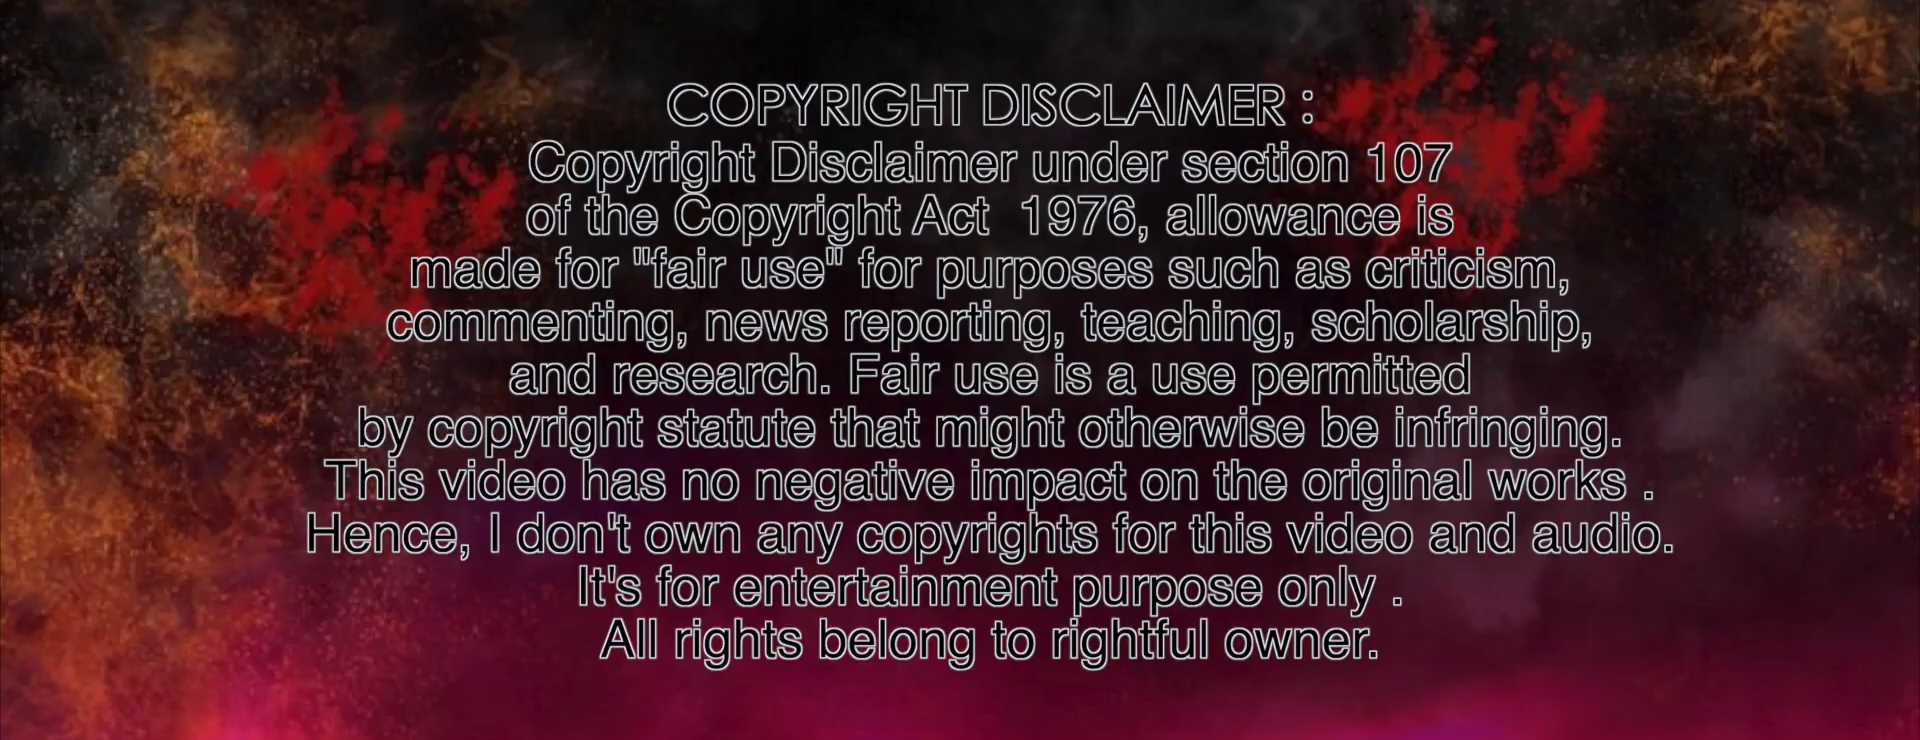 COPYRIGHT DISCLAIMER :
Copyright Disclaimer under section 107
of the Copyright Act  1976, allowance is
made for "fair use" for purposes such as criticism,
commenting, news reporting, teaching, scholarship,
and research. Fair use is a use permitted
by copyright statute that might otherwise be infringing.
This video has no negative impact on the original works .
Hence, I don't own any copyrights for this video and audio.
It's for entertainment purpose only .
All rights belong to rightful owner.